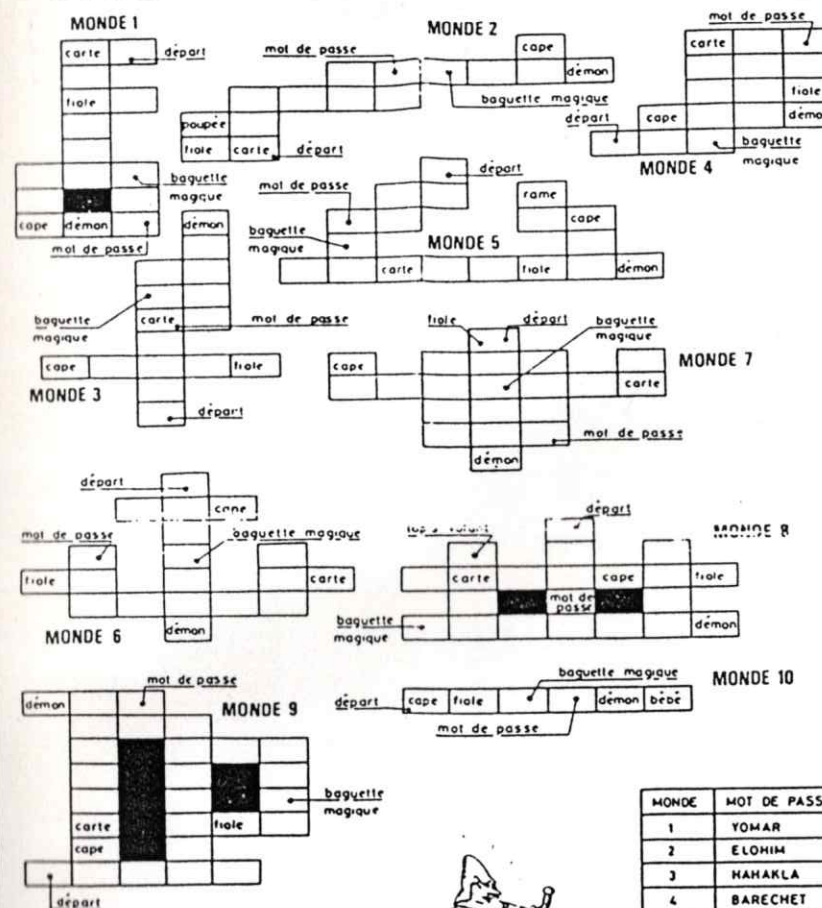 MONDE 1
carte
départ
fiole
baguette
magique
cape
démon
mot de passe
MONDE 2
mot de passe
cape
démon
baguette magique
poupée
fiole
carte
départ
MONDE 4
mot de passe
carte
fiole
départ
cape
baguette
magique
MONDE 3
démon
baguette
magique
carte
mot de passe
cape
fiole
départ
MONDE 5
départ
mot de passe
rame
cape
baguette
magique
carte
fiole
démon
MONDE 7
fiole
départ
baguette
magique
cape
carte
mot de passe
démon
MONDE 6
départ
cape
mot de passe
baguette magique
fiole
carte
démon
MONDE 8
départ
carte
cape
fiole
mot de
passe
baguette
magique
démon
MONDE 9
mot de passe
démon
baguette
magique
carte
fiole
cape
départ
MONDE 10
baguette magique
départ
cape
fiole
démon
bébé
mot de passe
MONDE
1 YOMAR
2 ELOHIM
3 HAHAKLA
4 BARECHET